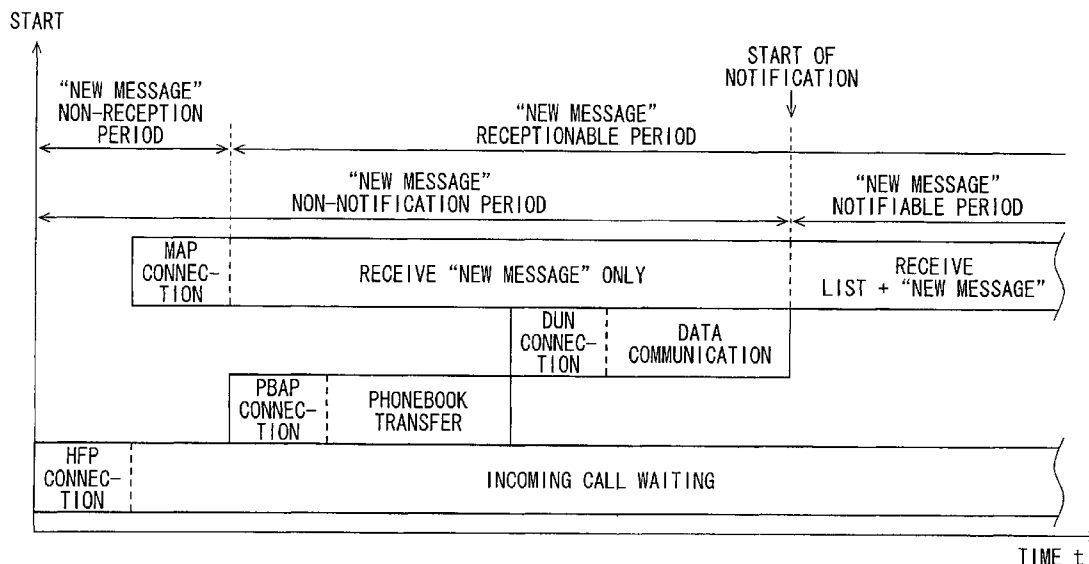 START
START OF
NOTIFICATION
“NEW MESSAGE”
NON-RECEPTION
PERIOD
“NEW MESSAGE”
RECEPTIONABLE PERIOD
“NEW MESSAGE”
NON-NOTIFICATION PERIOD
“NEW MESSAGE”
NOTIFIABLE PERIOD
MAP
CONNEC-
TION
RECEIVE “NEW MESSAGE” ONLY
RECEIVE
LIST + “NEW MESSAGE”
DUN
CONNEC-
TION
DATA
COMMUNICATION
PBAP
CONNEC-
TION
PHONEBOOK
TRANSFER
HFP
CONNEC-
TION
INCOMING CALL WAITING
TIME t